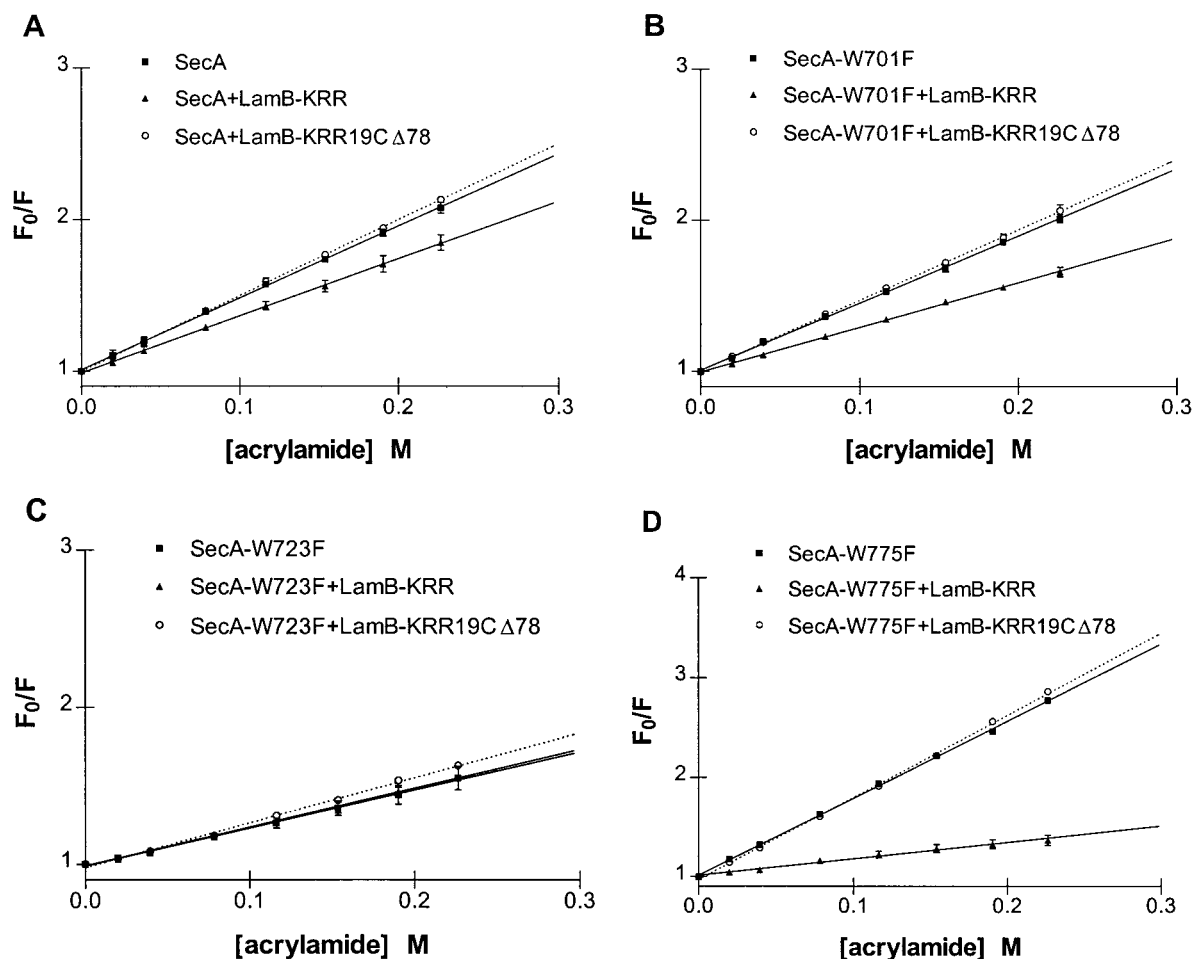 A
SecA
SecA+LamB-KRR
SecA+LamB-KRR19CΔ78
3
2
1
F0/F
0.0 0.1 0.2 0.3
[acrylamide] M
B
SecA-W701F
SecA-W701F+LamB-KRR
SecA-W701F+LamB-KRR19CΔ78
3
2
1
F0/F
0.0 0.1 0.2 0.3
[acrylamide] M
C
SecA-W723F
SecA-W723F+LamB-KRR
SecA-W723F+LamB-KRR19CΔ78
3
2
1
F0/F
0.0 0.1 0.2 0.3
[acrylamide] M
D
SecA-W775F
SecA-W775F+LamB-KRR
SecA-W775F+LamB-KRR19CΔ78
4
3
2
1
F0/F
0.0 0.1 0.2 0.3
[acrylamide] M